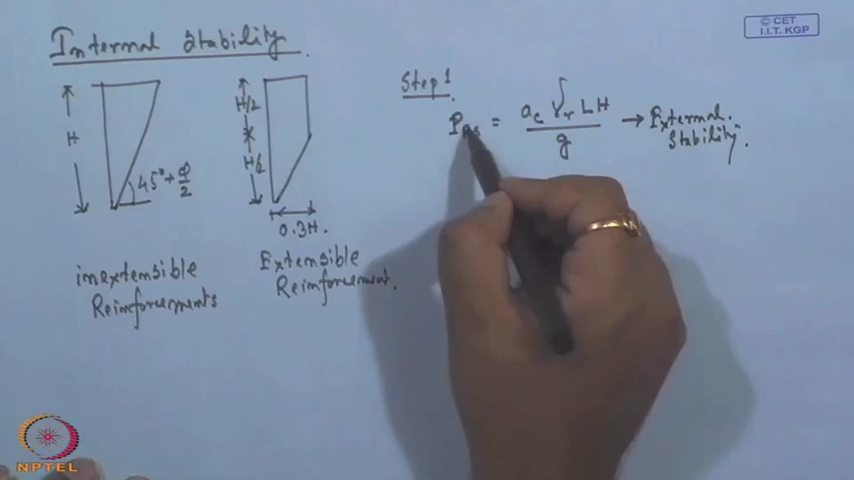 © CET
I.I.T. KGP
Internal Stability.
H
45° + φ/2
H/2
H/2
0.3H.
inextensible
Reinforcements
Extensible
Reinforcement.
Step 1.
= a_c γ_r L H / g → External.
Stability.
NPTEL